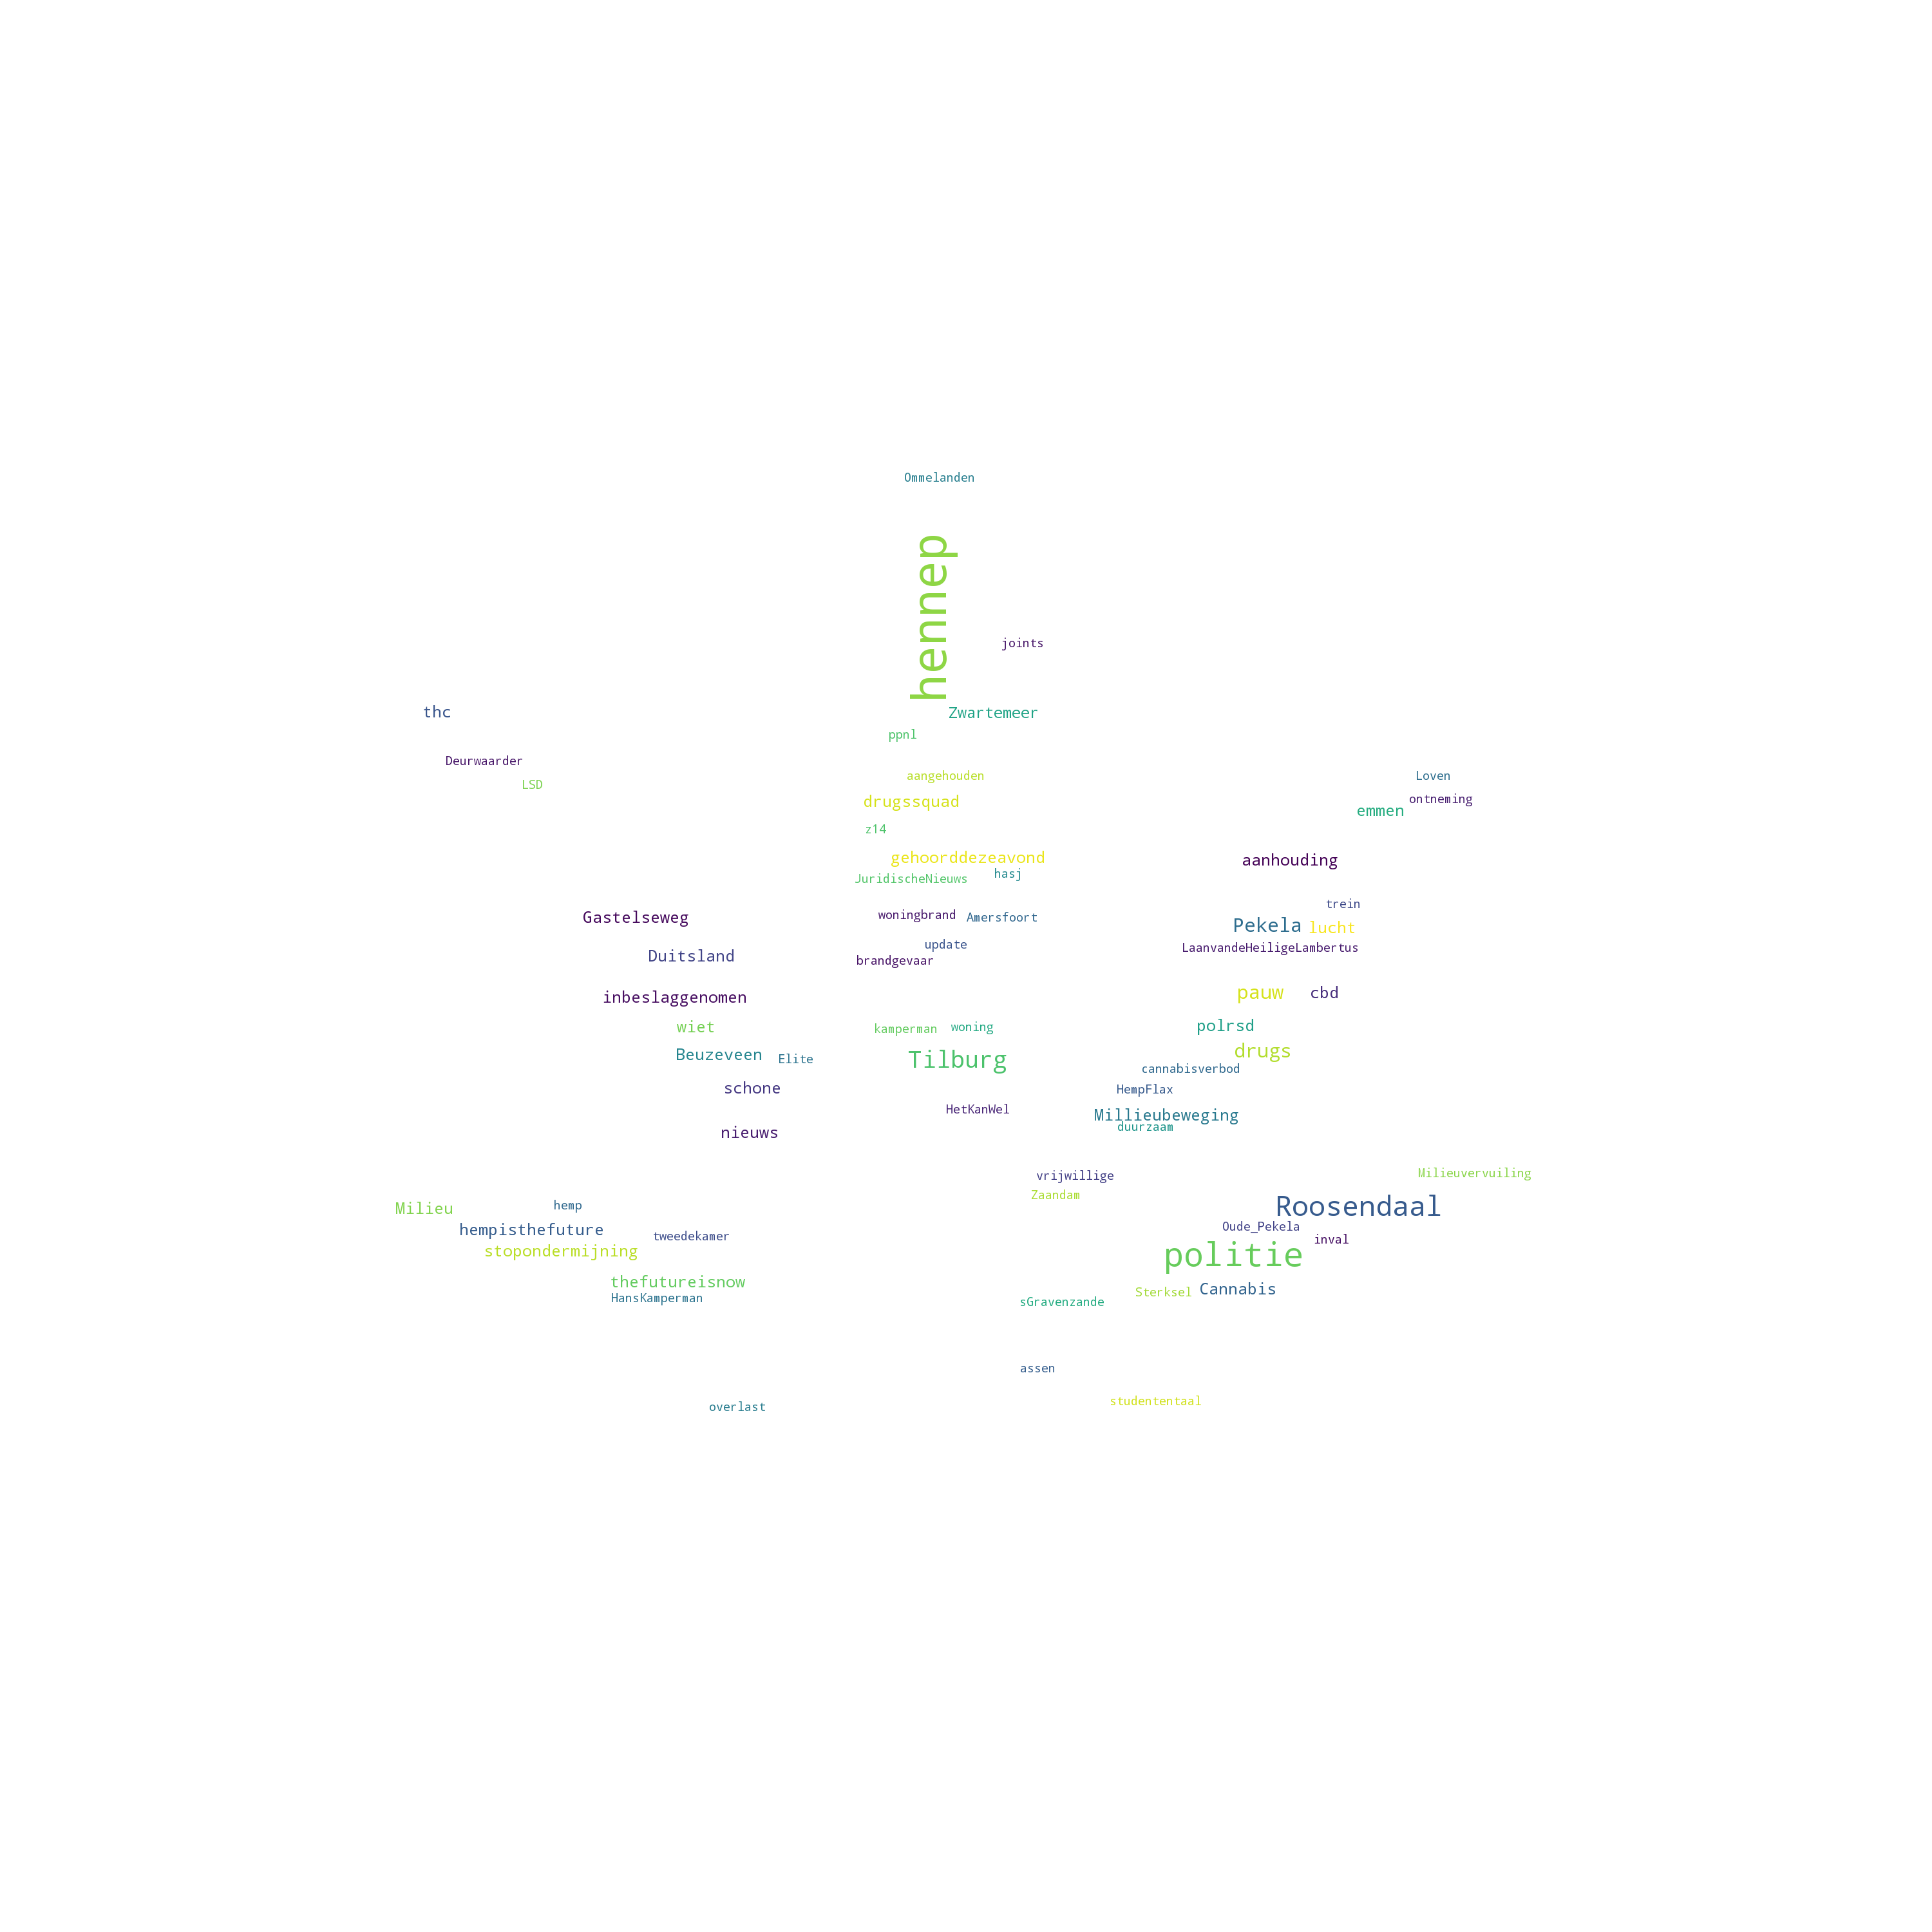 Ommelanden
hennep
joints
thc
Zwartemeer
ppnl
Deurwaarder
aangehouden
Loven
LSD
drugssquad
ontneming
emmen
z14
gehoorddezeavond
aanhouding
hasj
JuridischeNieuws
trein
Gastelseweg
woningbrand
Amersfoort
Pekela
lucht
update
LaanvandeHeiligeLambertus
Duitsland
brandgevaar
inbeslaggenomen
pauw
cbd
wiet
kamperman
woning
polrsd
drugs
Beuzeveen
Elite
Tilburg
cannabisverbod
schone
HempFlax
HetKanWel
Millieubeweging
duurzaam
nieuws
vrijwillige
Milieuvervuiling
Zaandam
Milieu
hemp
Roosendaal
hempisthefuture
tweedekamer
Oude_Pekela
inval
stopondermijning
politie
thefutureisnow
Sterksel
Cannabis
HansKamperman
sGravenzande
assen
studententaal
overlast